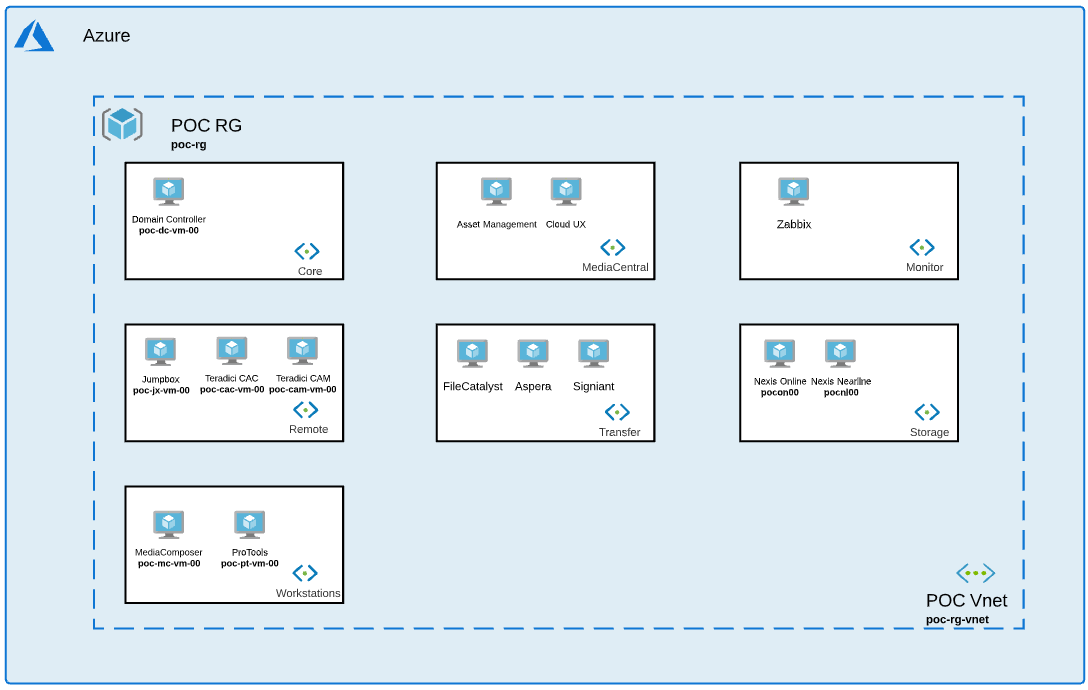 Azure
POC RG
poc-rg
Domain Controller
poc-dc-vm-00
Core
Asset Management
Cloud UX
MediaCentral
Zabbix
Monitor
Jumpbox
poc-jx-vm-00
Teradici CAC
poc-cac-vm-00
Teradici CAM
poc-cam-vm-00
Remote
FileCatalyst
Aspera
Signiant
Transfer
Nexis Online
pocon00
Nexis Nearline
pocnl00
Storage
MediaComposer
poc-mc-vm-00
ProTools
poc-pt-vm-00
Workstations
POC Vnet
poc-rg-vnet